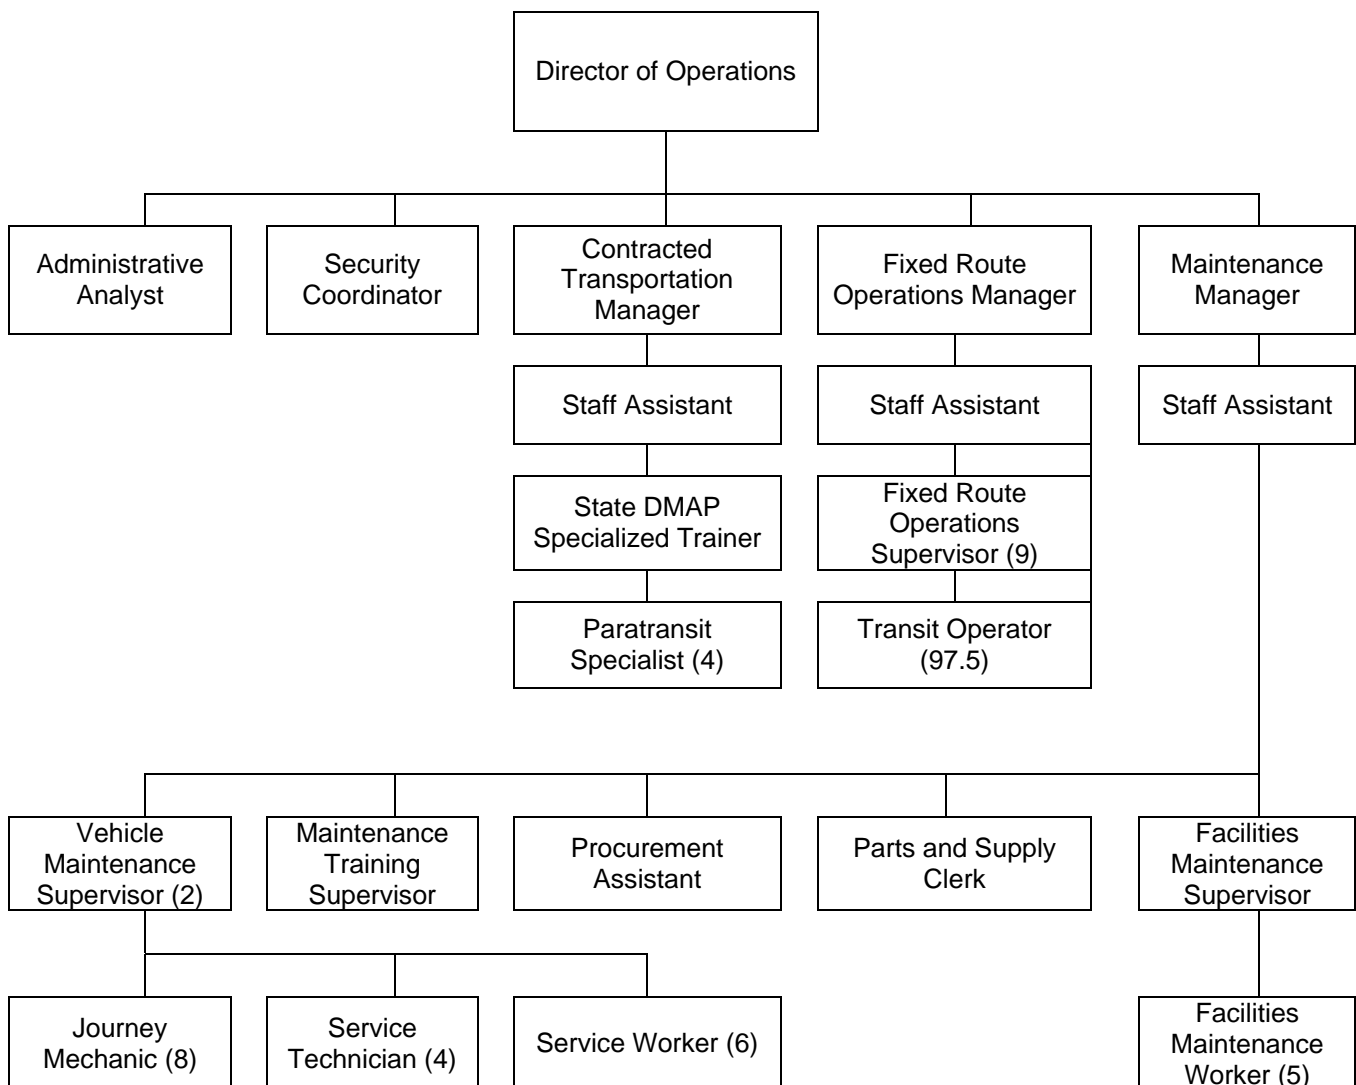 Director of Operations
Administrative
Analyst
Security
Coordinator
Contracted
Transportation
Manager
Fixed Route
Operations Manager
Maintenance
Manager
Staff Assistant
Staff Assistant
Staff Assistant
State DMAP
Specialized Trainer
Fixed Route
Operations
Supervisor (9)
Paratransit
Specialist (4)
Transit Operator
(97.5)
Vehicle
Maintenance
Supervisor (2)
Maintenance
Training
Supervisor
Procurement
Assistant
Parts and Supply
Clerk
Facilities
Maintenance
Supervisor
Journey
Mechanic (8)
Service
Technician (4)
Service Worker (6)
Facilities
Maintenance
Worker (5)